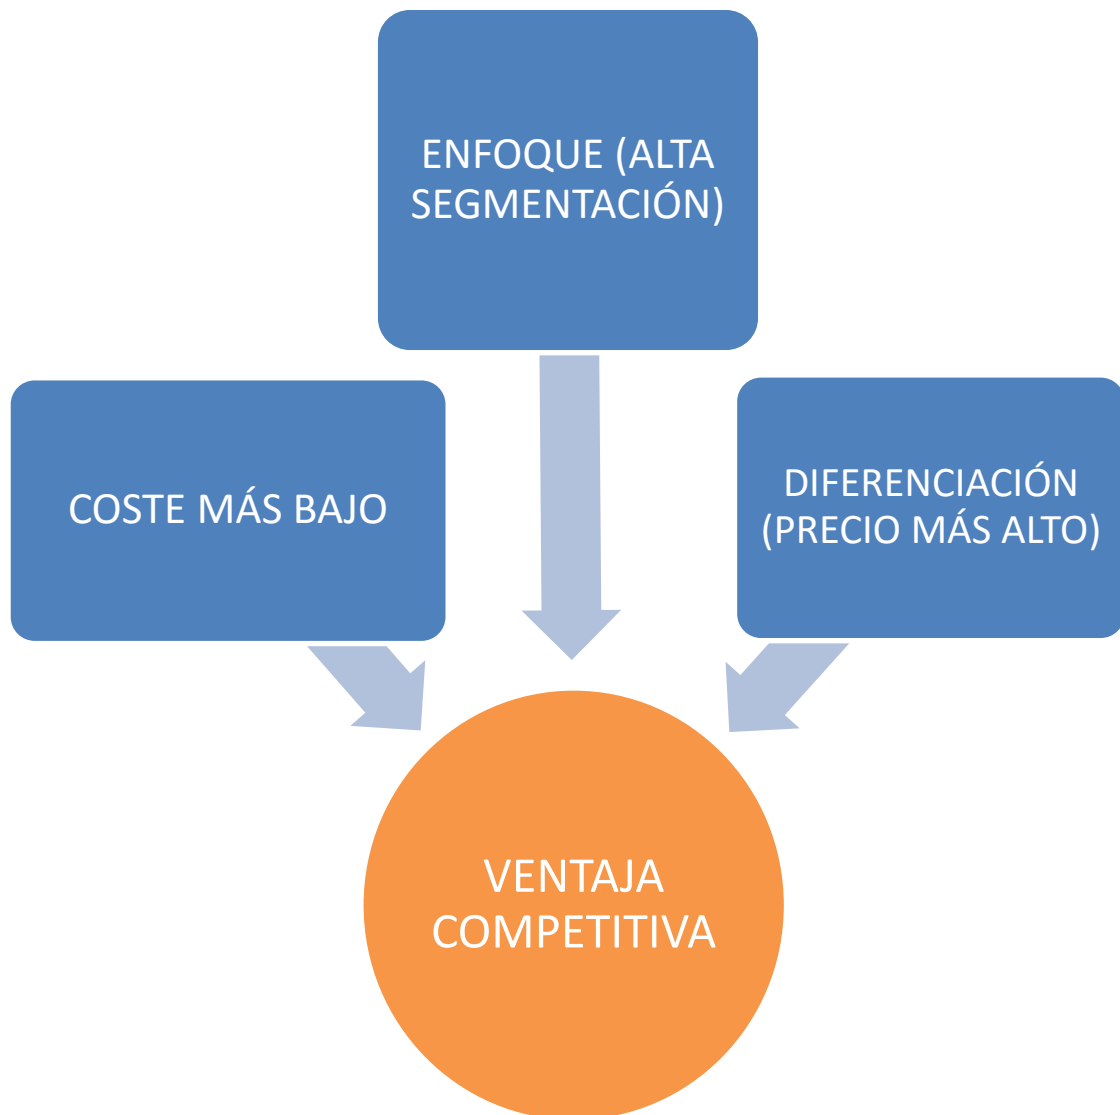 ENFOQUE (ALTA
SEGMENTACIÓN)
COSTE MÁS BAJO
DIFERENCIACIÓN
(PRECIO MÁS ALTO)
VENTAJA
COMPETITIVA